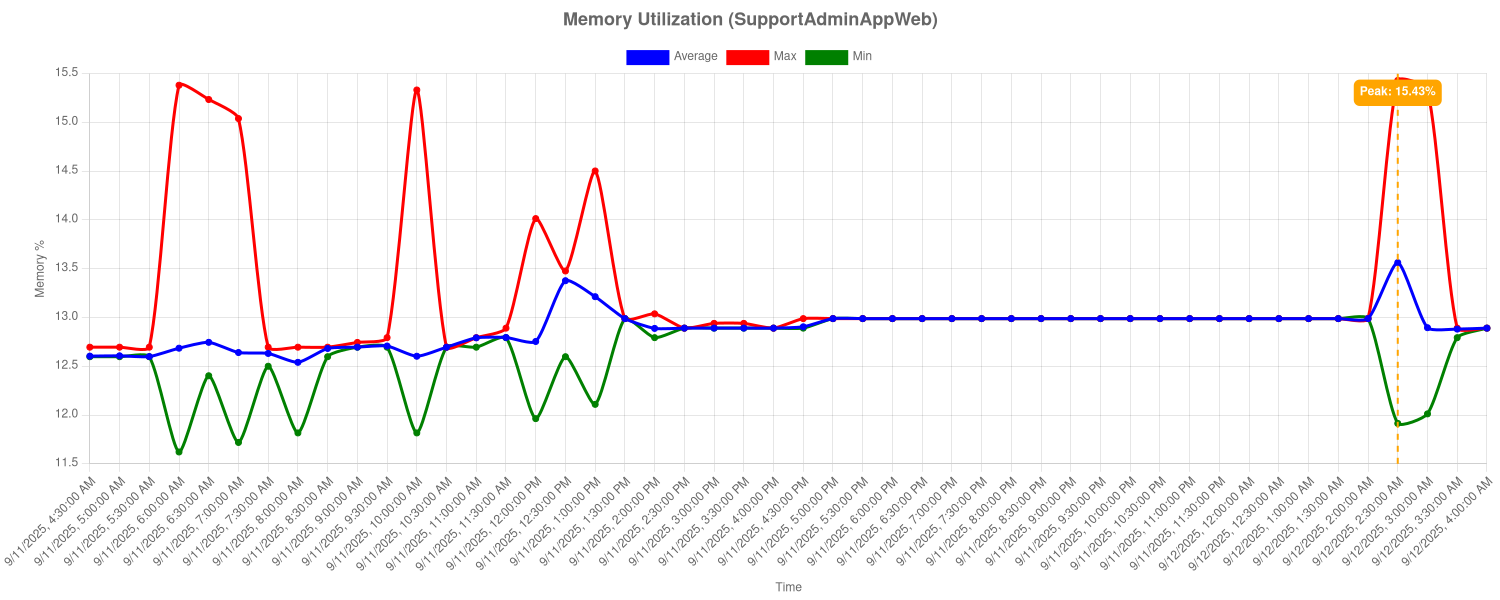 Memory Utilization (SupportAdminAppWeb)
Average Max Min
15.5
15.0
14.5
14.0
13.5
13.0
12.5
12.0
11.5
Memory %
Peak: 15.43%
9/11/2025, 4:30:00 AM
9/11/2025, 5:00:00 AM
9/11/2025, 5:30:00 AM
9/11/2025, 6:00:00 AM
9/11/2025, 6:30:00 AM
9/11/2025, 7:00:00 AM
9/11/2025, 7:30:00 AM
9/11/2025, 8:00:00 AM
9/11/2025, 8:30:00 AM
9/11/2025, 9:00:00 AM
9/11/2025, 9:30:00 AM
9/11/2025, 10:00:00 AM
9/11/2025, 10:30:00 AM
9/11/2025, 11:00:00 AM
9/11/2025, 11:30:00 AM
9/11/2025, 12:00:00 PM
9/11/2025, 12:30:00 PM
9/11/2025, 1:00:00 PM
9/11/2025, 1:30:00 PM
9/11/2025, 2:00:00 PM
9/11/2025, 2:30:00 PM
9/11/2025, 3:00:00 PM
9/11/2025, 3:30:00 PM
9/11/2025, 4:00:00 PM
9/11/2025, 4:30:00 PM
9/11/2025, 5:00:00 PM
9/11/2025, 5:30:00 PM
9/11/2025, 6:00:00 PM
9/11/2025, 6:30:00 PM
9/11/2025, 7:00:00 PM
9/11/2025, 7:30:00 PM
9/11/2025, 8:00:00 PM
9/11/2025, 8:30:00 PM
9/11/2025, 9:00:00 PM
9/11/2025, 9:30:00 PM
9/11/2025, 10:00:00 PM
9/11/2025, 10:30:00 PM
9/11/2025, 11:00:00 PM
9/11/2025, 11:30:00 PM
9/12/2025, 12:00:00 AM
9/12/2025, 12:30:00 AM
9/12/2025, 1:00:00 AM
9/12/2025, 1:30:00 AM
9/12/2025, 2:00:00 AM
9/12/2025, 2:30:00 AM
9/12/2025, 3:00:00 AM
9/12/2025, 3:30:00 AM
9/12/2025, 4:00:00 AM
Time